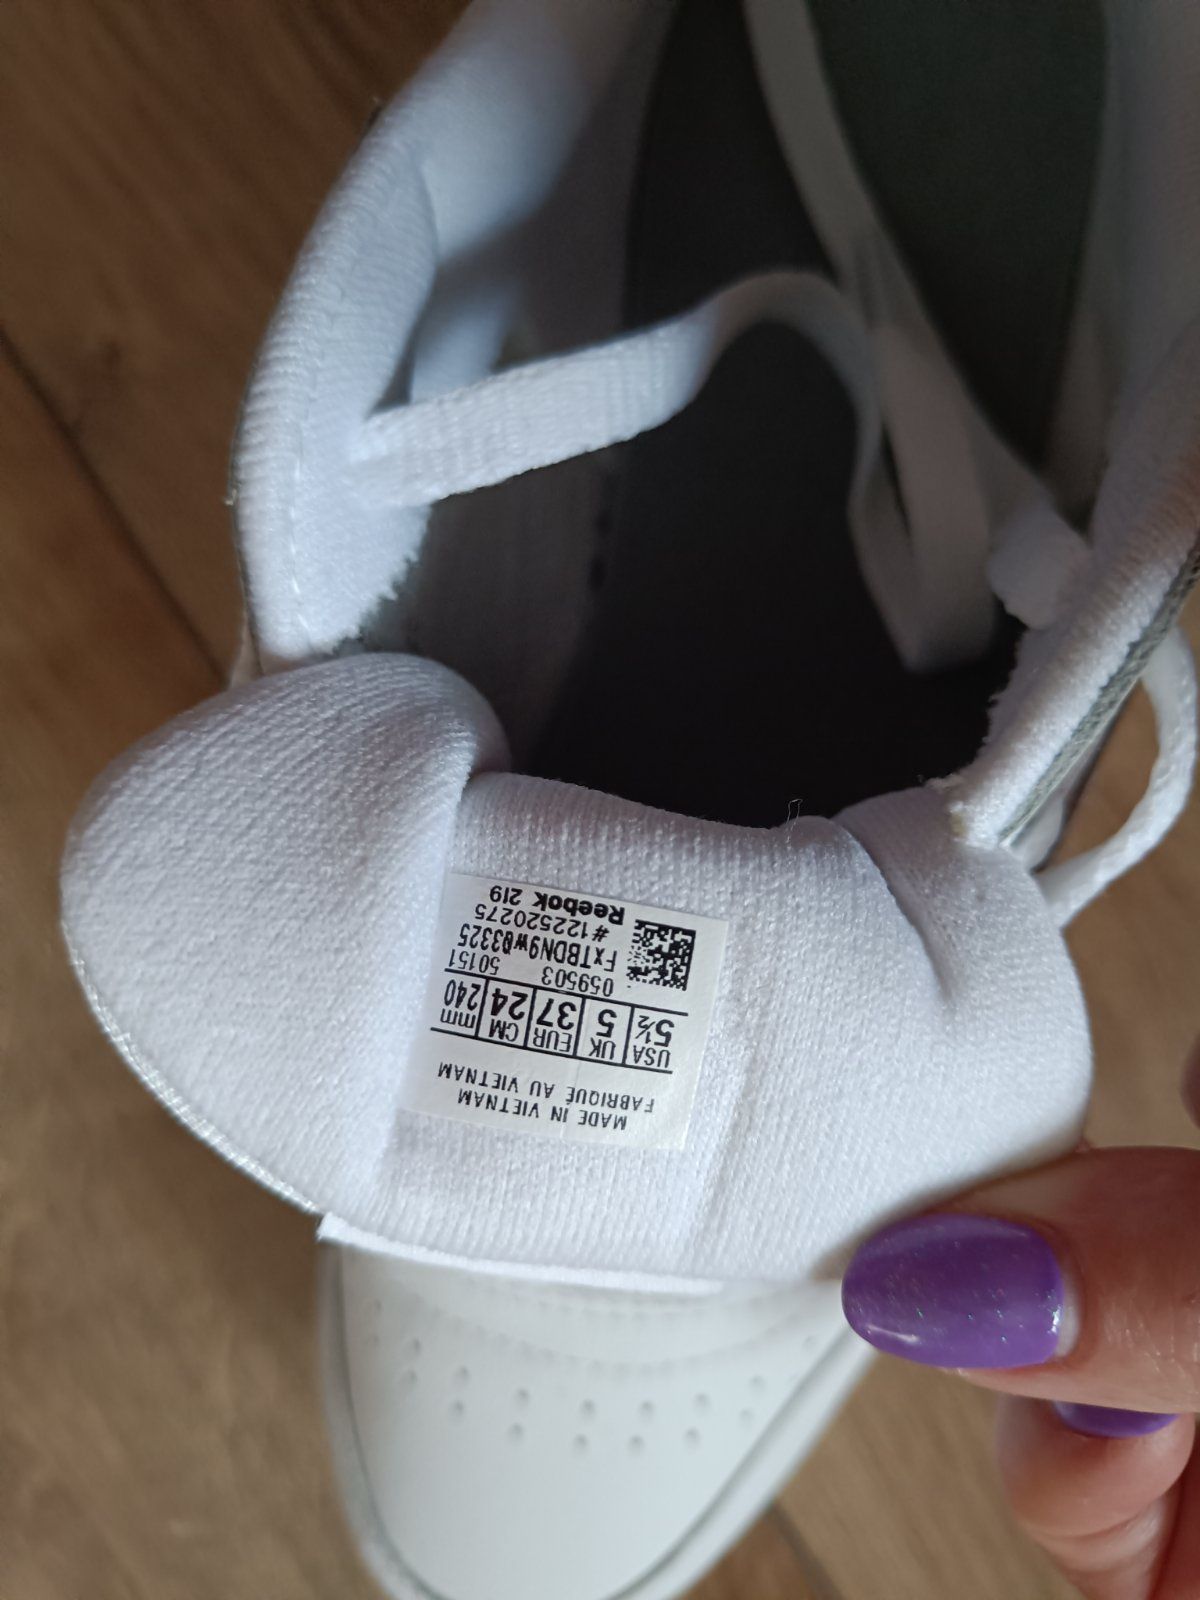 MADE IN VIETNAM
FABRIQUÉ AU VIETNAM
USA UK EUR CM mm
5½ 5 37 24 240
059503 50151
FxTBDN9w03325
#122520275
Reebok 219